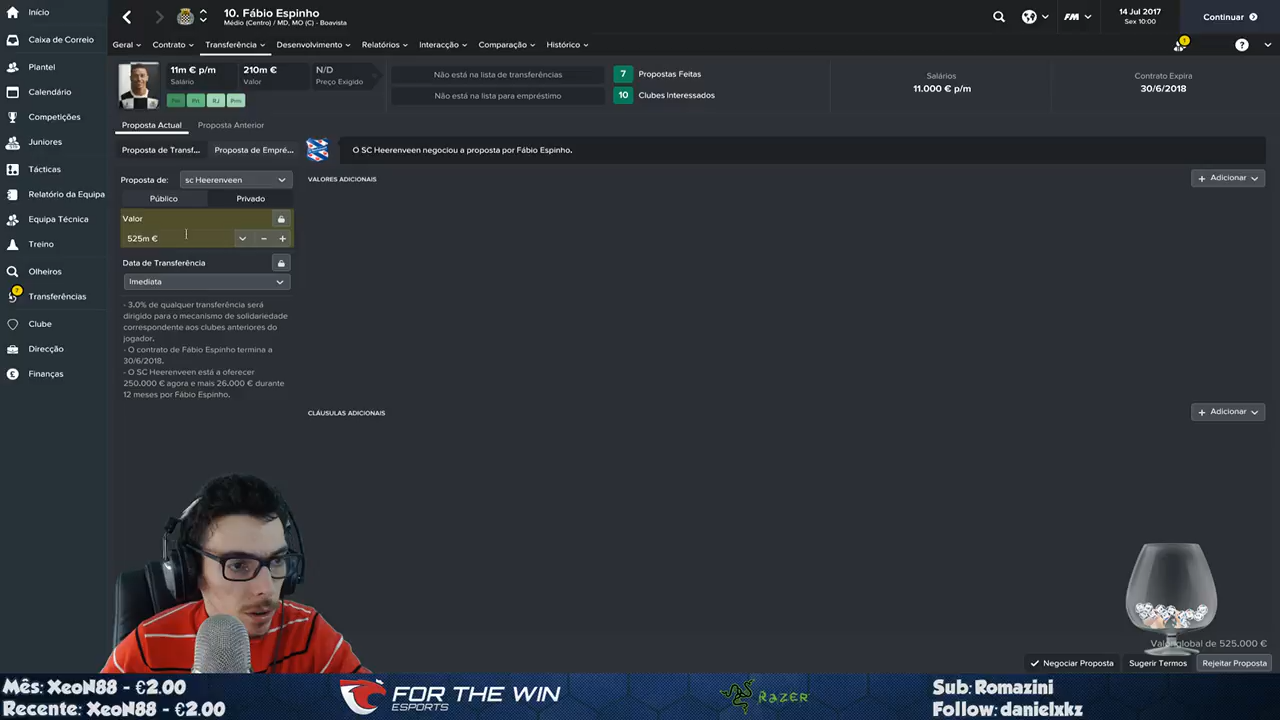 Início
Caixa de Correio
Plantel
Calendário
Competições
Juniores
Tácticas
Relatório da Equipa
Equipa Técnica
Treino
Olheiros
Transferências
Clube
Direcção
Finanças
10. Fábio Espinho
Médio (Centro) / MD, MO (C) - Boavista
FM
14 Jul 2017
Sex 10:00
Continuar
Geral
Contrato
Transferência
Desenvolvimento
Relatórios
Interacção
Comparação
Histórico
11m € p/m
Salário
210m €
Valor
N/D
Preço Exigido
Não está na lista de transferências
Não está na lista para empréstimo
7 Propostas Feitas
10 Clubes Interessados
Salários
11.000 € p/m
Contrato Expira
30/6/2018
Proposta Actual
Proposta Anterior
Proposta de Transf...
Proposta de Empré...
O SC Heerenveen negociou a proposta por Fábio Espinho.
Proposta de:
sc Heerenveen
Público
Privado
Valor
525m €
Data de Transferência
Imediata
- 3.0% de qualquer transferência será
dirigido para o mecanismo de solidariedade
correspondente aos clubes anteriores do
jogador.
- O contrato de Fábio Espinho termina a
30/6/2018.
- O SC Heerenveen está a oferecer
250.000 € agora e mais 26.000 € durante
12 meses por Fábio Espinho.
VALORES ADICIONAIS
+ Adicionar
CLÁUSULAS ADICIONAIS
+ Adicionar
Valor global de 525.000 €
Negociar Proposta
Sugerir Termos
Rejeitar Proposta
Mês: XeoN88 - €2.00
Recente: XeoN88 - €2.00
FOR THE WIN
ESPORTS
RAZER
Sub: Romazini
Follow: danielxkz